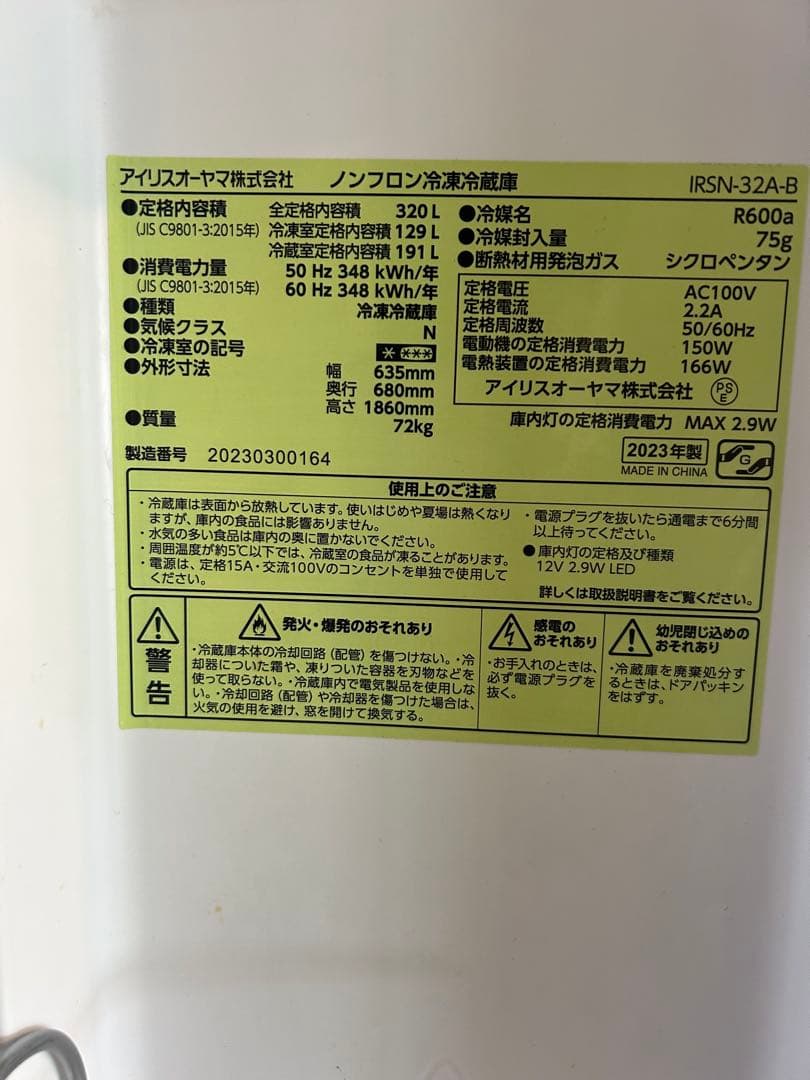 アイリスオーヤマ株式会社 ノンフロン冷凍冷蔵庫 IRSN-32A-B
●定格内容積 全定格内容積 320 L
(JIS C9801-3:2015年) 冷凍室定格内容積 129 L
冷蔵室定格内容積 191 L
●消費電力量 50 Hz 348 kWh/年
(JIS C9801-3:2015年) 60 Hz 348 kWh/年
●種類 冷凍冷蔵庫
●気候クラス N
●冷凍室の記号
●外形寸法 幅 635mm
奥行 680mm
高さ 1860mm
●質量 72kg
製造番号 20230300164
●冷媒名 R600a
●冷媒封入量 75g
●断熱材用発泡ガス シクロペンタン
定格電圧 AC100V
定格電流 2.2A
定格周波数 50/60Hz
電動機の定格消費電力 150W
電熱装置の定格消費電力 166W
アイリスオーヤマ株式会社 PS E
庫内灯の定格消費電力 MAX 2.9W
2023年製
MADE IN CHINA
G
使用上のご注意
・冷蔵庫は表面から放熱しています。使いはじめや夏場は熱くなり
ますが、庫内の食品には影響ありません。
・水気の多い食品は庫内の奥に置かないでください。
・周囲温度が約5℃以下では、冷蔵室の食品が凍ることがあります。
・電源は、定格15A・交流100Vのコンセントを単独で使用して
ください。
・電源プラグを抜いたら通電まで6分間
以上待ってください。
●庫内灯の定格及び種類
12V 2.9W LED
詳しくは取扱説明書をご覧ください。
警告
発火・爆発のおそれあり
・冷蔵庫本体の冷却回路（配管）を傷つけない。・冷
却器についた霜や、凍りついた容器を刃物などを
使って取らない。・冷蔵庫内で電気製品を使用しな
い。・冷却回路（配管）や冷却器を傷つけた場合は、
火気の使用を避け、窓を開けて換気する。
感電の
おそれあり
・お手入れのときは、
必ず電源プラグを
抜く。
幼児閉じ込めの
おそれあり
・冷蔵庫を廃棄処分す
るときは、ドアパッキン
をはずす。